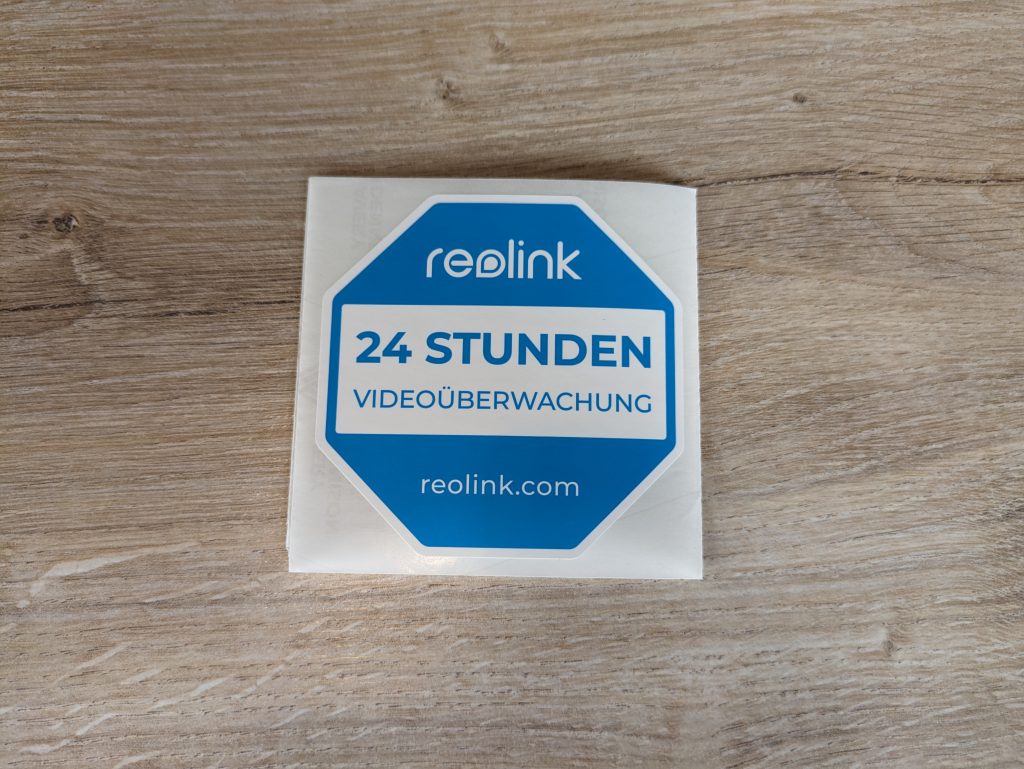 reolink
24 STUNDEN
VIDEOÜBERWACHUNG
reolink.com